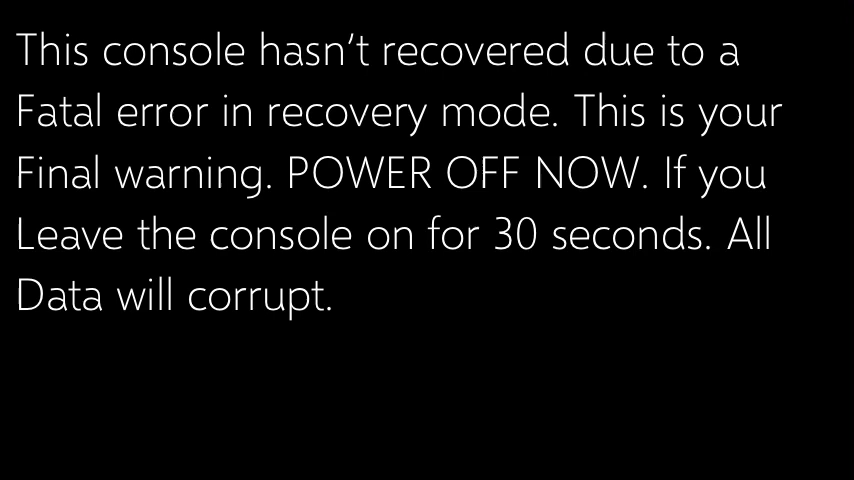 This console hasn't recovered due to a
Fatal error in recovery mode. This is your
Final warning. POWER OFF NOW. If you
Leave the console on for 30 seconds. All
Data will corrupt.